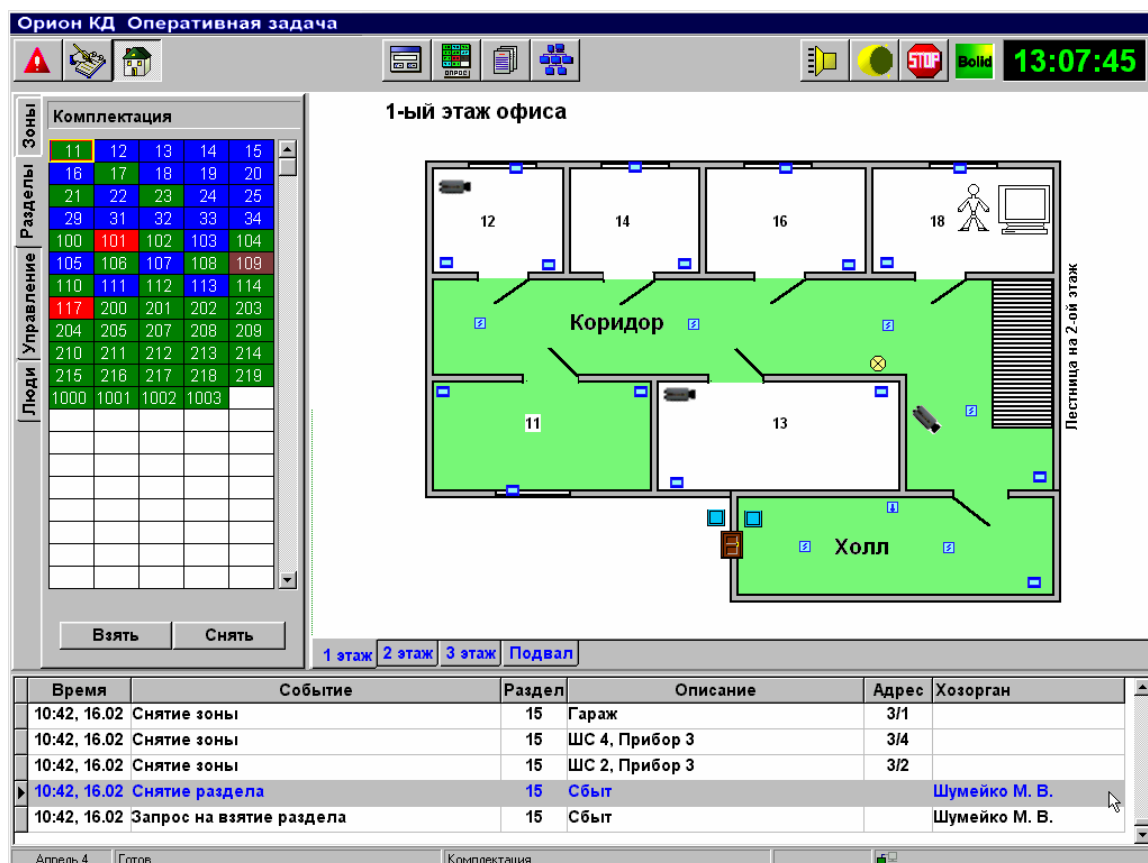 Орион КД Оперативная задача
ОПРОС
STOP
Bolid
13:07:45
Зоны
Разделы
Управление
Люди
Комплектация
11 12 13 14 15
16 17 18 19 20
21 22 23 24 25
29 31 32 33 34
100 101 102 103 104
105 106 107 108 109
110 111 112 113 114
117 200 201 202 203
204 205 207 208 209
210 211 212 213 214
215 216 217 218 219
1000 1001 1002 1003
Взять Снять
1-ый этаж офиса
12 14 16 18
Коридор
Лестница на 2-ой этаж
11 13
Холл
1 этаж 2 этаж 3 этаж Подвал
Время Событие Раздел Описание Адрес Хозорган
10:42, 16.02 Снятие зоны 15 Гараж 3/1
10:42, 16.02 Снятие зоны 15 ШС 4, Прибор 3 3/4
10:42, 16.02 Снятие зоны 15 ШС 2, Прибор 3 3/2
10:42, 16.02 Снятие раздела 15 Сбыт Шумейко М. В.
10:42, 16.02 Запрос на взятие раздела 15 Сбыт Шумейко М. В.
Апрель 4 Готов Комплектация